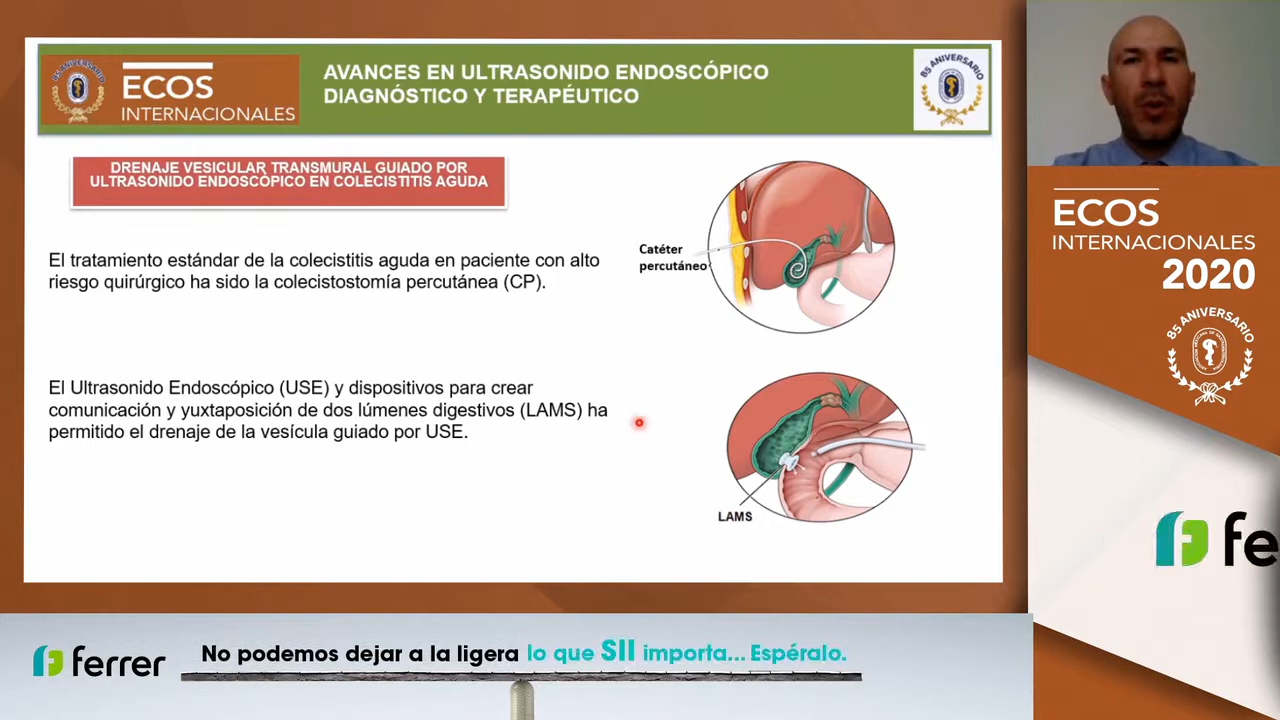 85 ANIVERSARIO
ECOS
INTERNACIONALES
AVANCES EN ULTRASONIDO ENDOSCÓPICO
DIAGNÓSTICO Y TERAPÉUTICO
85 ANIVERSARIO
DRENAJE VESICULAR TRANSMURAL GUIADO POR
ULTRASONIDO ENDOSCÓPICO EN COLECISTITIS AGUDA
El tratamiento estándar de la colecistitis aguda en paciente con alto
riesgo quirúrgico ha sido la colecistostomía percutánea (CP).
Catéter
percutáneo
El Ultrasonido Endoscópico (USE) y dispositivos para crear
comunicación y yuxtaposición de dos lúmenes digestivos (LAMS) ha
permitido el drenaje de la vesícula guiado por USE.
LAMS
ECOS
INTERNACIONALES
2020
85 ANIVERSARIO
fe
ferrer
No podemos dejar a la ligera lo que SII importa... Espéralo.